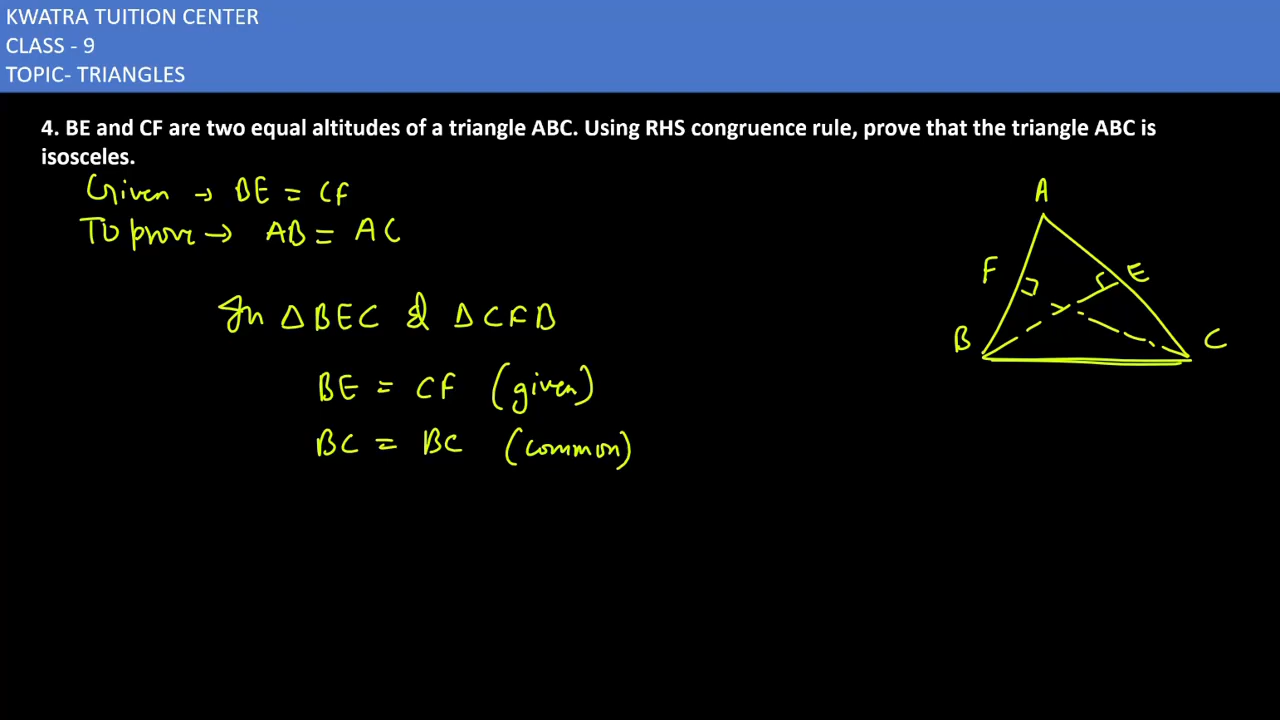 KWATRA TUITION CENTER
CLASS - 9
TOPIC- TRIANGLES
4. BE and CF are two equal altitudes of a triangle ABC. Using RHS congruence rule, prove that the triangle ABC is
isosceles.
Given → BE = CF
To prove → AB = AC
In △ BEC & △ CFB
BE = CF (given)
BC = BC (common)
A
F
E
B
C